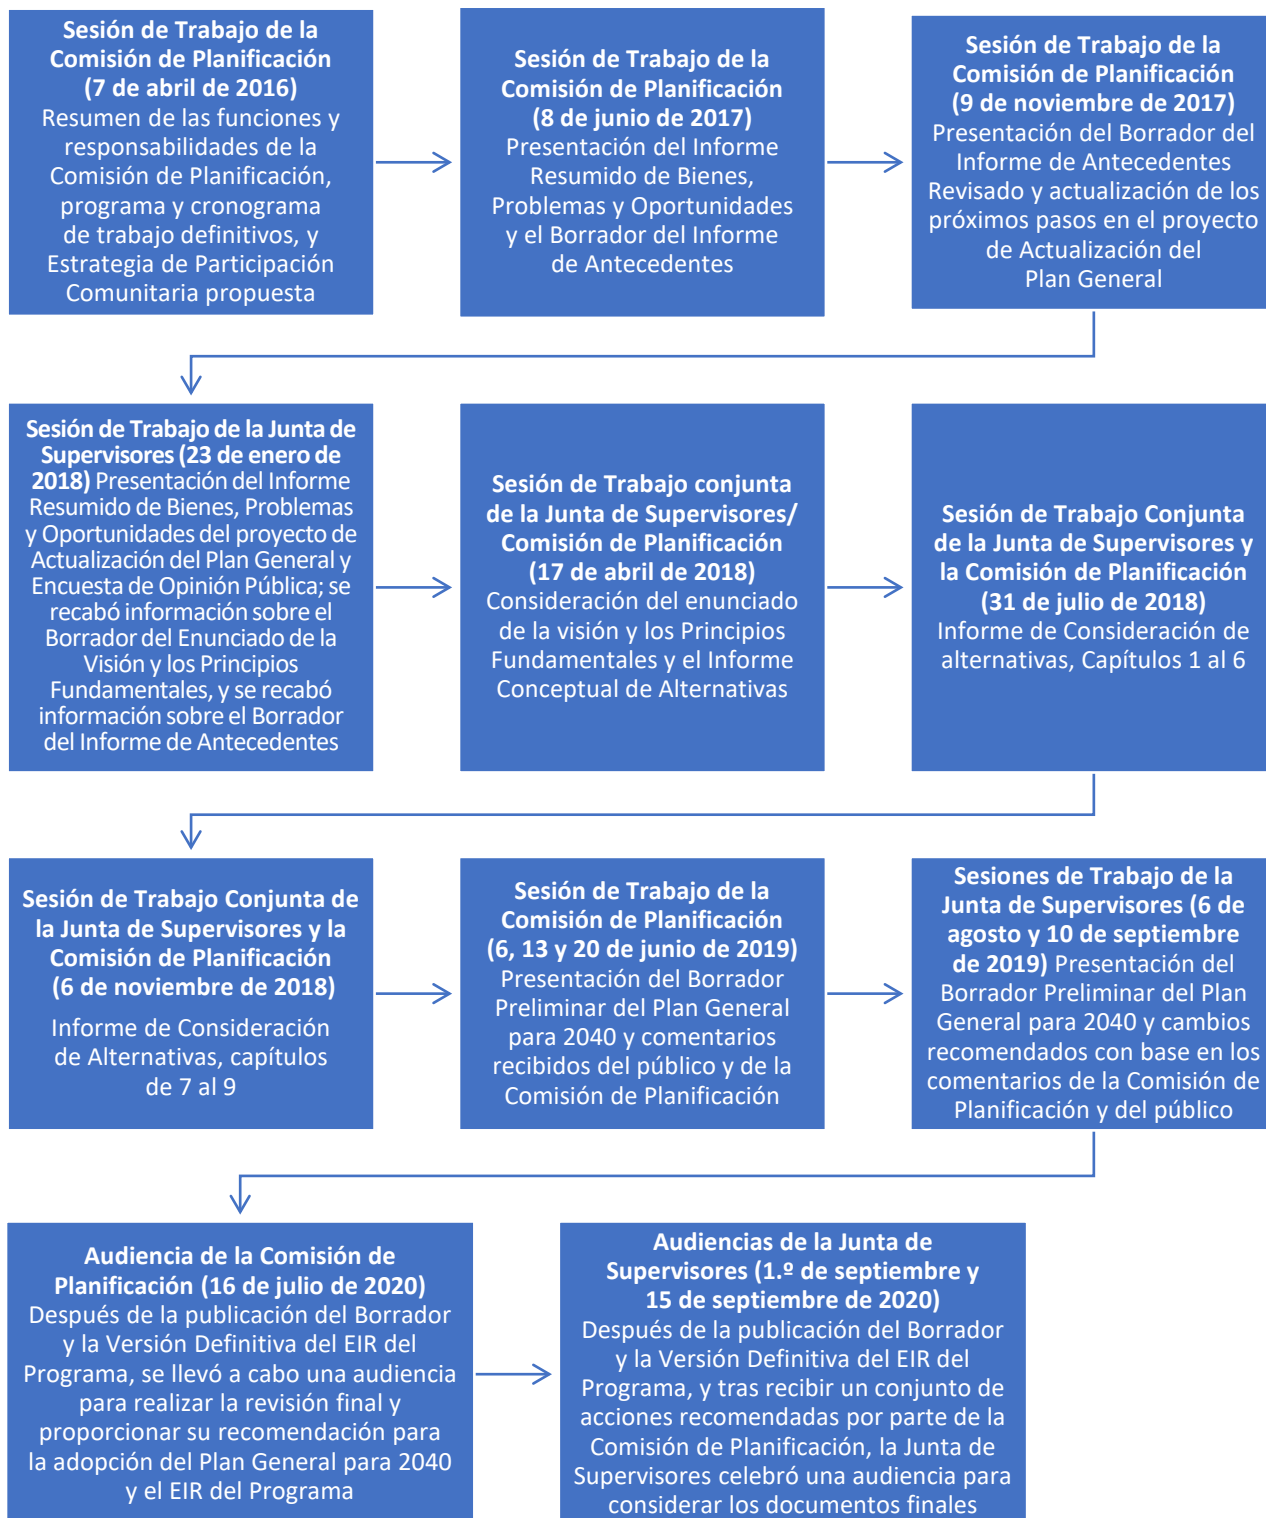 Sesión de Trabajo de la
Comisión de Planificación
(7 de abril de 2016)
Resumen de las funciones y
responsabilidades de la
Comisión de Planificación,
programa y cronograma
de trabajo definitivos, y
Estrategia de Participación
Comunitaria propuesta
Sesión de Trabajo de la
Comisión de Planificación
(8 de junio de 2017)
Presentación del Informe
Resumido de Bienes,
Problemas y Oportunidades
y el Borrador del Informe
de Antecedentes
Sesión de Trabajo de la
Comisión de Planificación
(9 de noviembre de 2017)
Presentación del Borrador del
Informe de Antecedentes
Revisado y actualización de los
próximos pasos en el proyecto
de Actualización del
Plan General
Sesión de Trabajo de la Junta de
Supervisores (23 de enero de
2018) Presentación del Informe
Resumido de Bienes, Problemas
y Oportunidades del proyecto de
Actualización del Plan General y
Encuesta de Opinión Pública; se
recabó información sobre el
Borrador del Enunciado de la
Visión y los Principios
Fundamentales, y se recabó
información sobre el Borrador
del Informe de Antecedentes
Sesión de Trabajo conjunta
de la Junta de Supervisores/
Comisión de Planificación
(17 de abril de 2018)
Consideración del enunciado
de la visión y los Principios
Fundamentales y el Informe
Conceptual de Alternativas
Sesión de Trabajo Conjunta
de la Junta de Supervisores y
la Comisión de Planificación
(31 de julio de 2018)
Informe de Consideración de
alternativas, Capítulos 1 al 6
Sesión de Trabajo Conjunta de
la Junta de Supervisores y la
Comisión de Planificación
(6 de noviembre de 2018)
Informe de Consideración
de Alternativas, capítulos
de 7 al 9
Sesión de Trabajo de la
Comisión de Planificación
(6, 13 y 20 de junio de 2019)
Presentación del Borrador
Preliminar del Plan General
para 2040 y comentarios
recibidos del público y de la
Comisión de Planificación
Sesiones de Trabajo de la
Junta de Supervisores (6 de
agosto y 10 de septiembre
de 2019) Presentación del
Borrador Preliminar del Plan
General para 2040 y cambios
recomendados con base en los
comentarios de la Comisión de
Planificación y del público
Audiencia de la Comisión de
Planificación (16 de julio de 2020)
Después de la publicación del Borrador
y la Versión Definitiva del EIR del
Programa, se llevó a cabo una audiencia
para realizar la revisión final y
proporcionar su recomendación para
la adopción del Plan General para 2040
y el EIR del Programa
Audiencias de la Junta de
Supervisores (1.º de septiembre y
15 de septiembre de 2020)
Después de la publicación del Borrador
y la Versión Definitiva del EIR del
Programa, y tras recibir un conjunto de
acciones recomendadas por parte de la
Comisión de Planificación, la Junta de
Supervisores celebró una audiencia para
considerar los documentos finales